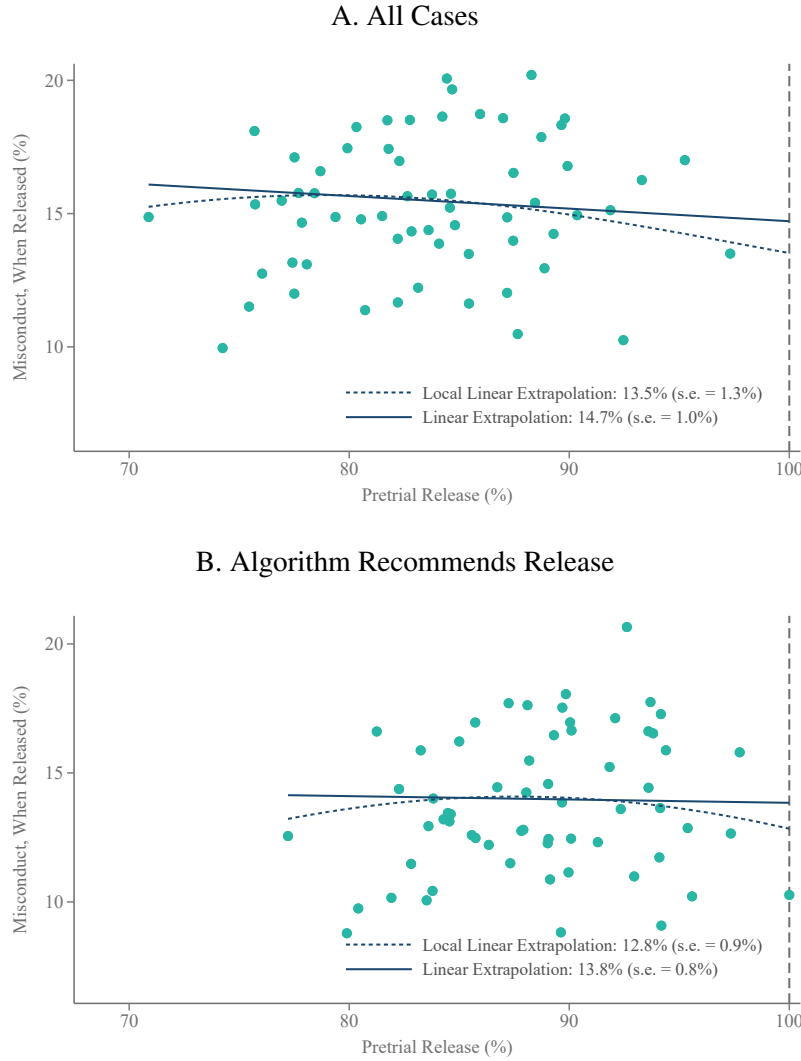 A. All Cases
20
15
10
Misconduct, When Released (%)
Local Linear Extrapolation: 13.5% (s.e. = 1.3%)
Linear Extrapolation: 14.7% (s.e. = 1.0%)
70
80
90
100
Pretrial Release (%)
B. Algorithm Recommends Release
20
15
10
Misconduct, When Released (%)
Local Linear Extrapolation: 12.8% (s.e. = 0.9%)
Linear Extrapolation: 13.8% (s.e. = 0.8%)
70
80
90
100
Pretrial Release (%)